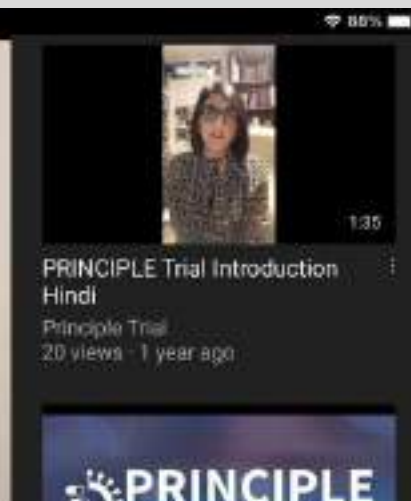 88%
1:35
PRINCIPLE Trial Introduction
Hindi
Principle Trial
20 views · 1 year ago
PRINCIPLE